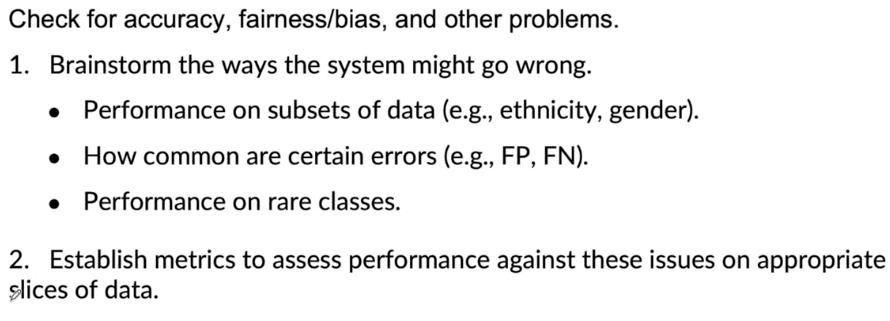 Check for accuracy, fairness/bias, and other problems.
1. Brainstorm the ways the system might go wrong.
• Performance on subsets of data (e.g., ethnicity, gender).
• How common are certain errors (e.g., FP, FN).
• Performance on rare classes.
2. Establish metrics to assess performance against these issues on appropriate
slices of data.